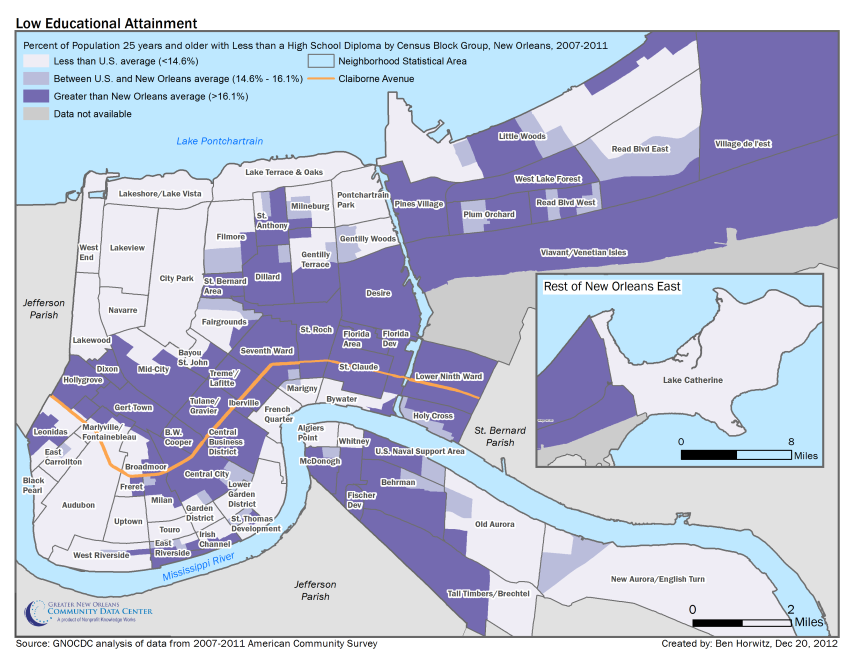 Low Educational Attainment
Percent of Population 25 years and older with Less than a High School Diploma by Census Block Group, New Orleans, 2007-2011
Less than U.S. average (<14.6%)
Neighborhood Statistical Area
Between U.S. and New Orleans average (14.6% - 16.1%)
Claiborne Avenue
Greater than New Orleans average (>16.1%)
Data not available
Lake Pontchartrain
Little Woods
Read Blvd East
Village de l'est
Lake Terrace & Oaks
West Lake Forest
Lakeshore/Lake Vista
Pontchartrain
Park
Pines Village
Plum Orchard
Read Blvd West
Milneburg
St.
Anthony
Filmore
Gentilly Woods
West
End
Lakeview
Gentilly
Terrace
Viavant/Venetian Isles
City Park
St. Bernard
Area
Dillard
Desire
Rest of New Orleans East
Jefferson
Parish
Navarre
Fairgrounds
St. Roch
Florida
Area
Florida
Dev
Lakewood
Bayou
St. John
Seventh Ward
Dixon
Mid-City
Hollygrove
Treme'/
Lafitte
St. Claude
Lower Ninth Ward
Lake Catherine
Marigny
Bywater
Gert Town
Tulane/
Gravier
Iberville
French
Quarter
Holy Cross
Leonidas
Marlyville/
Fontainebleau
B.W.
Cooper
Central
Business
District
Algiers
Point
Whitney
St. Bernard
Parish
0 8
Miles
East
Carrollton
Broadmoor
McDonogh
U.S. Naval Support Area
Black
Pearl
Freret
Central City
Lower
Garden
District
Behrman
Fischer
Dev
Audubon
Milan
Garden
District
St. Thomas
Development
Uptown
Touro
Irish
Channel
Old Aurora
West Riverside
East
Riverside
Mississippi River
Jefferson
Parish
Tall Timbers/Brechtel
New Aurora/English Turn
GREATER NEW ORLEANS
COMMUNITY DATA CENTER
A product of Nonprofit Knowledge Works
0 2
Miles
Source: GNOCDC analysis of data from 2007-2011 American Community Survey
Created by: Ben Horwitz, Dec 20, 2012